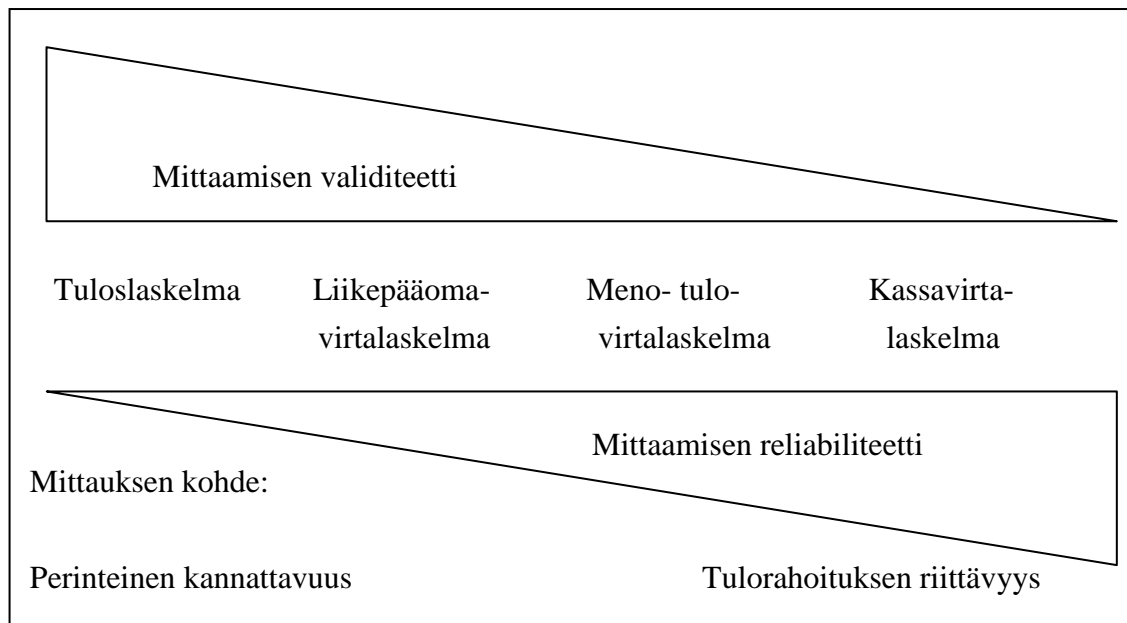 Mittaamisen validiteetti
Tuloslaskelma
Liikepääoma-
virtalaskelma
Meno- tulo-
virtalaskelma
Kassavirta-
laskelma
Mittaamisen reliabiliteetti
Mittauksen kohde:
Perinteinen kannattavuus
Tulorahoituksen riittävyys